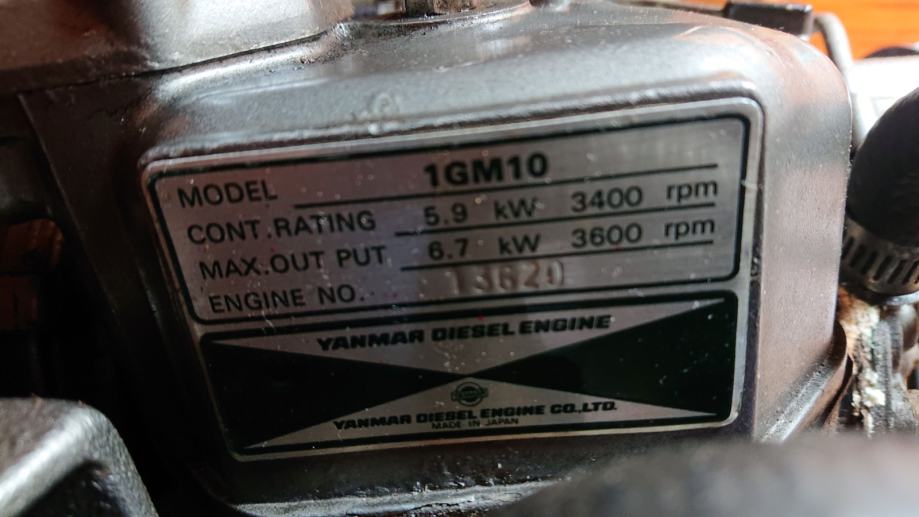 MODEL 1GM10
CONT.RATING 5.9 kW 3400 rpm
MAX.OUT PUT 6.7 kW 3600 rpm
ENGINE NO. 13620
YANMAR DIESEL ENGINE
YANMAR DIESEL ENGINE CO.,LTD.
MADE IN JAPAN